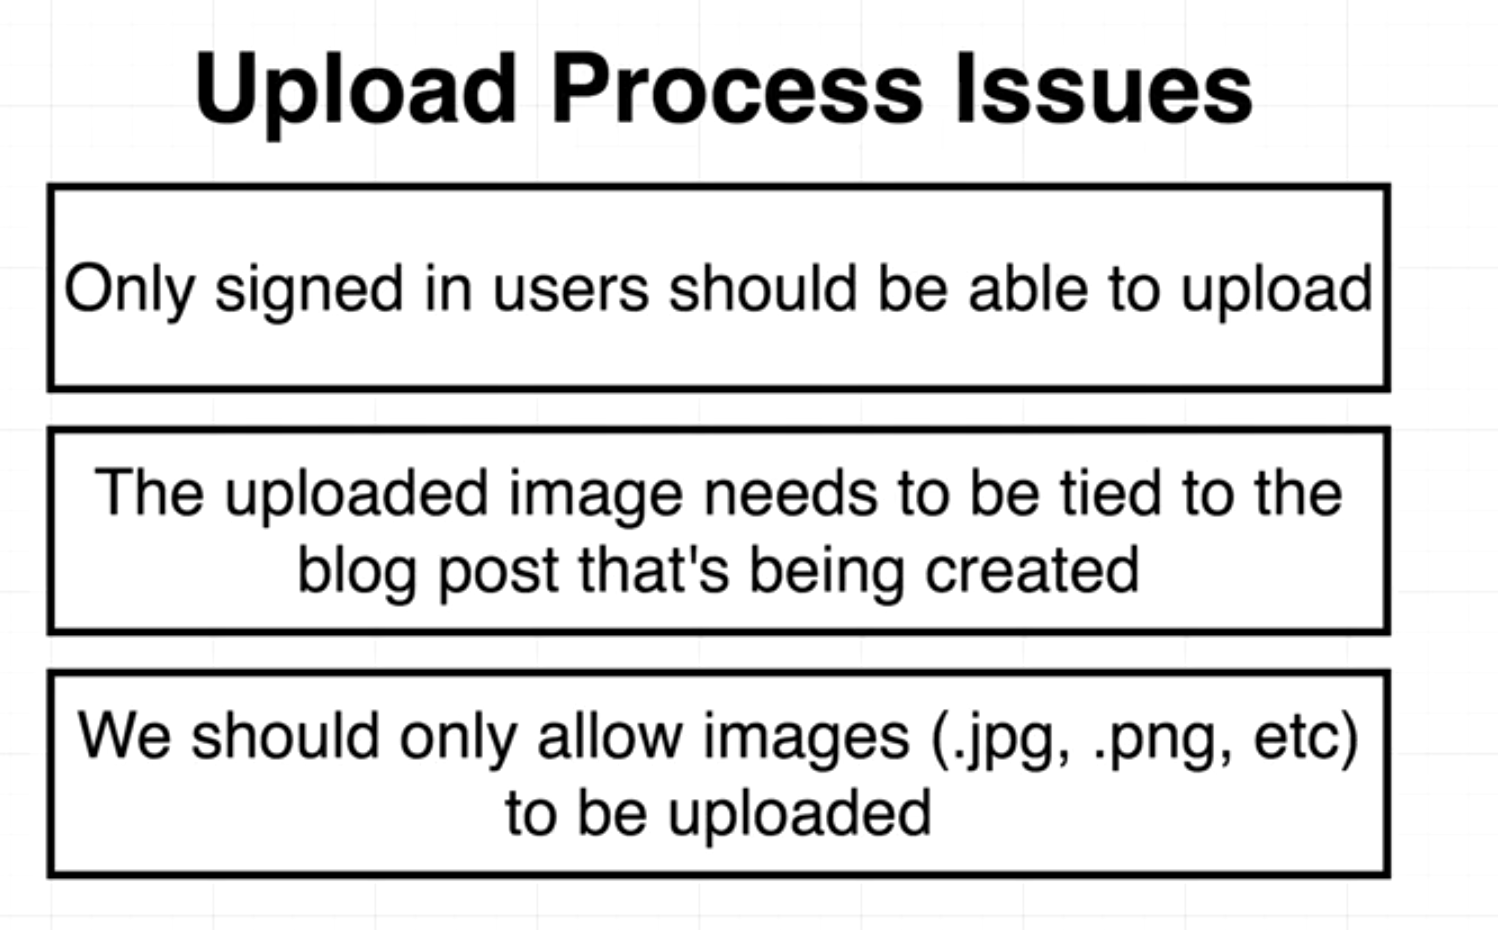 Upload Process Issues
Only signed in users should be able to upload
The uploaded image needs to be tied to the
blog post that's being created
We should only allow images (.jpg, .png, etc)
to be uploaded